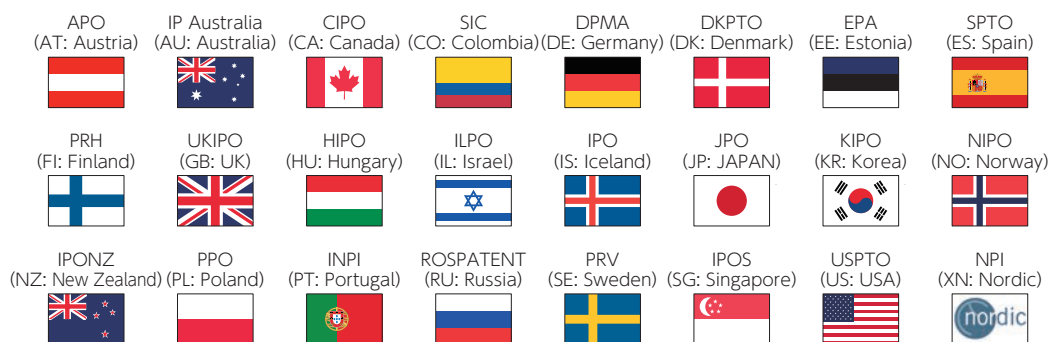 APO
(AT: Austria)
IP Australia
(AU: Australia)
CIPO
(CA: Canada)
SIC
(CO: Colombia)
DPMA
(DE: Germany)
DKPTO
(DK: Denmark)
EPA
(EE: Estonia)
SPTO
(ES: Spain)
PRH
(FI: Finland)
UKIPO
(GB: UK)
HIPO
(HU: Hungary)
ILPO
(IL: Israel)
IPO
(IS: Iceland)
JPO
(JP: JAPAN)
KIPO
(KR: Korea)
NIPO
(NO: Norway)
IPONZ
(NZ: New Zealand)
PPO
(PL: Poland)
INPI
(PT: Portugal)
ROSPATENT
(RU: Russia)
PRV
(SE: Sweden)
IPOS
(SG: Singapore)
USPTO
(US: USA)
NPI
(XN: Nordic)
nordic